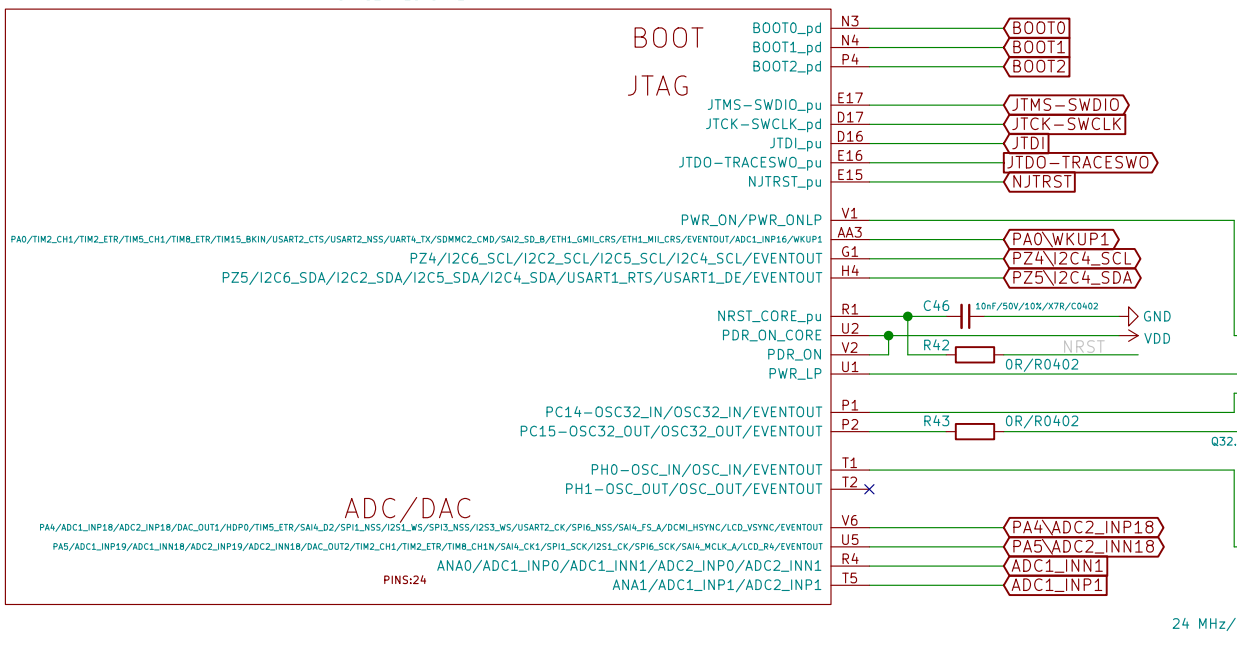 BOOT0_pd N3 BOOT0
BOOT BOOT1_pd N4 BOOT1
BOOT2_pd P4 BOOT2
JTAG
JTMS-SWDIO_pu E17 JTMS-SWDIO
JTCK-SWCLK_pd D17 JTCK-SWCLK
JTDI_pu D16 JTDI
JTDO-TRACESWO_pu E16 JTDO-TRACESWO
NJTRST_pu E15 NJTRST
PWR_ON/PWR_ONLP V1
PA0/TIM2_CH1/TIM2_ETR/TIM5_CH1/TIM8_ETR/TIM15_BKIN/USART2_CTS/USART2_NSS/UART4_TX/SDMMC2_CMD/SAI2_SD_B/ETH1_GMII_CRS/ETH1_MII_CRS/EVENTOUT/ADC1_INP16/WKUP1 AA3 PA0\WKUP1
PZ4/I2C6_SCL/I2C2_SCL/I2C5_SCL/I2C4_SCL/EVENTOUT G1 PZ4\I2C4_SCL
PZ5/I2C6_SDA/I2C2_SDA/I2C5_SDA/I2C4_SDA/USART1_RTS/USART1_DE/EVENTOUT H4 PZ5\I2C4_SDA
C46 10nF/50V/10%/X7R/C0402
NRST_CORE_pu R1 GND
PDR_ON_CORE U2 VDD
PDR_ON V2 R42 NRST
PWR_LP U1 0R/R0402
PC14-OSC32_IN/OSC32_IN/EVENTOUT P1
PC15-OSC32_OUT/OSC32_OUT/EVENTOUT P2 R43 0R/R0402
Q32.
PH0-OSC_IN/OSC_IN/EVENTOUT T1
PH1-OSC_OUT/OSC_OUT/EVENTOUT T2
ADC/DAC
PA4/ADC1_INP18/ADC2_INP18/DAC_OUT1/HDP0/TIM5_ETR/SAI4_D2/SPI1_NSS/I2S1_WS/SPI3_NSS/I2S3_WS/USART2_CK/SPI6_NSS/SAI4_FS_A/DCMI_HSYNC/LCD_VSYNC/EVENTOUT V6 PA4\ADC2_INP18
PA5/ADC1_INP19/ADC1_INN18/ADC2_INP19/ADC2_INN18/DAC_OUT2/TIM2_CH1/TIM2_ETR/TIM8_CH1N/SAI4_CK1/SPI1_SCK/I2S1_CK/SPI6_SCK/SAI4_MCLK_A/LCD_R4/EVENTOUT U5 PA5\ADC2_INN18
ANA0/ADC1_INP0/ADC1_INN1/ADC2_INP0/ADC2_INN1 R4 ADC1_INN1
PINS:24
ANA1/ADC1_INP1/ADC2_INP1 T5 ADC1_INP1
24 MHz/